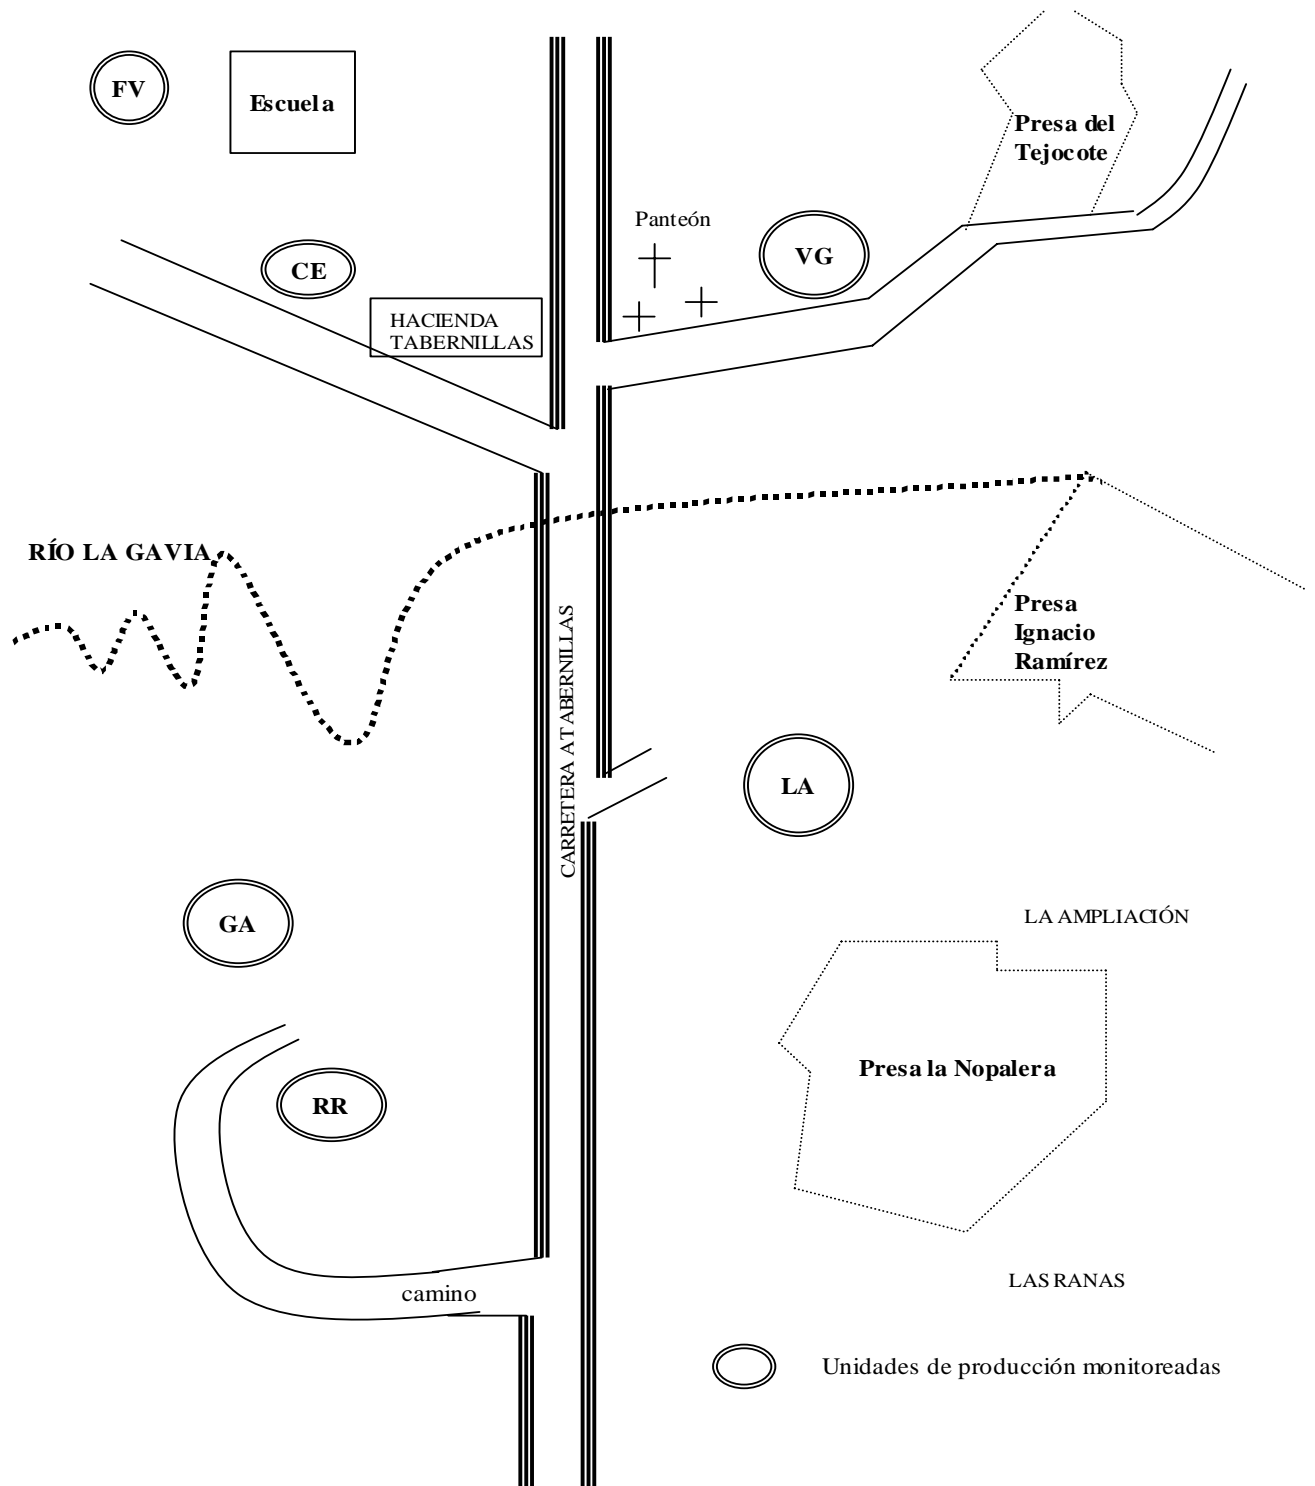 FV
Escuela
Presa del
Tejocote
Panteón
CE
VG
HACIENDA
TABERNILLAS
RÍO LA GAVIA
CARRETERA A TABERNILLAS
Presa
Ignacio
Ramírez
LA
GA
LA AMPLIACIÓN
Presa la Nopalera
RR
LAS RANAS
camino
Unidades de producción monitoreadas